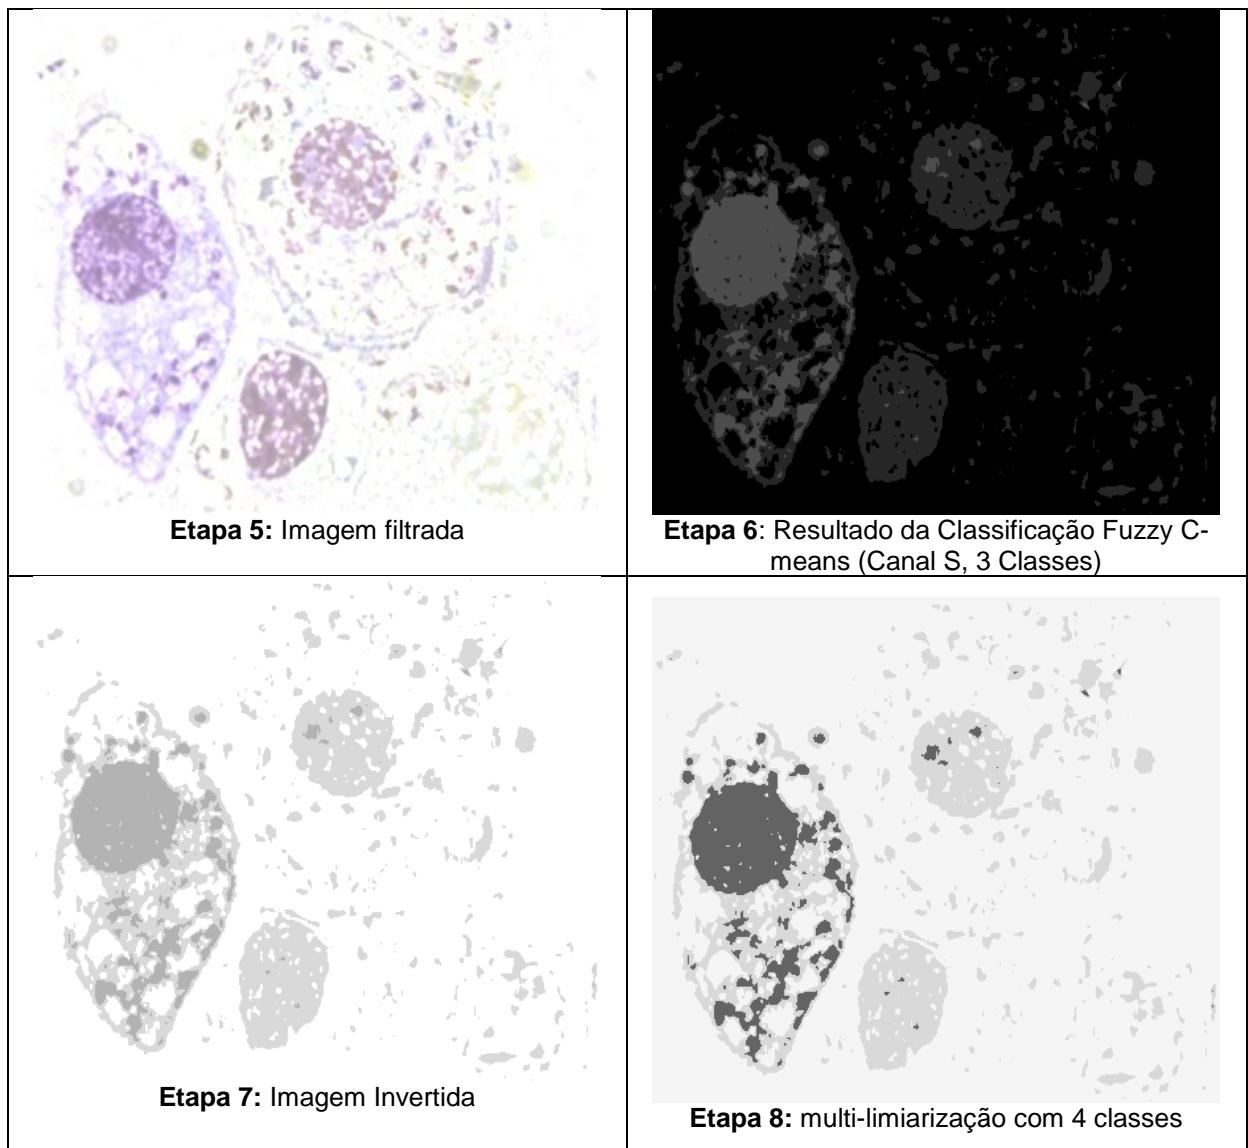 Etapa 5: Imagem filtrada
Etapa 6: Resultado da Classificação Fuzzy C-
means (Canal S, 3 Classes)
Etapa 7: Imagem Invertida
Etapa 8: multi-limiarização com 4 classes